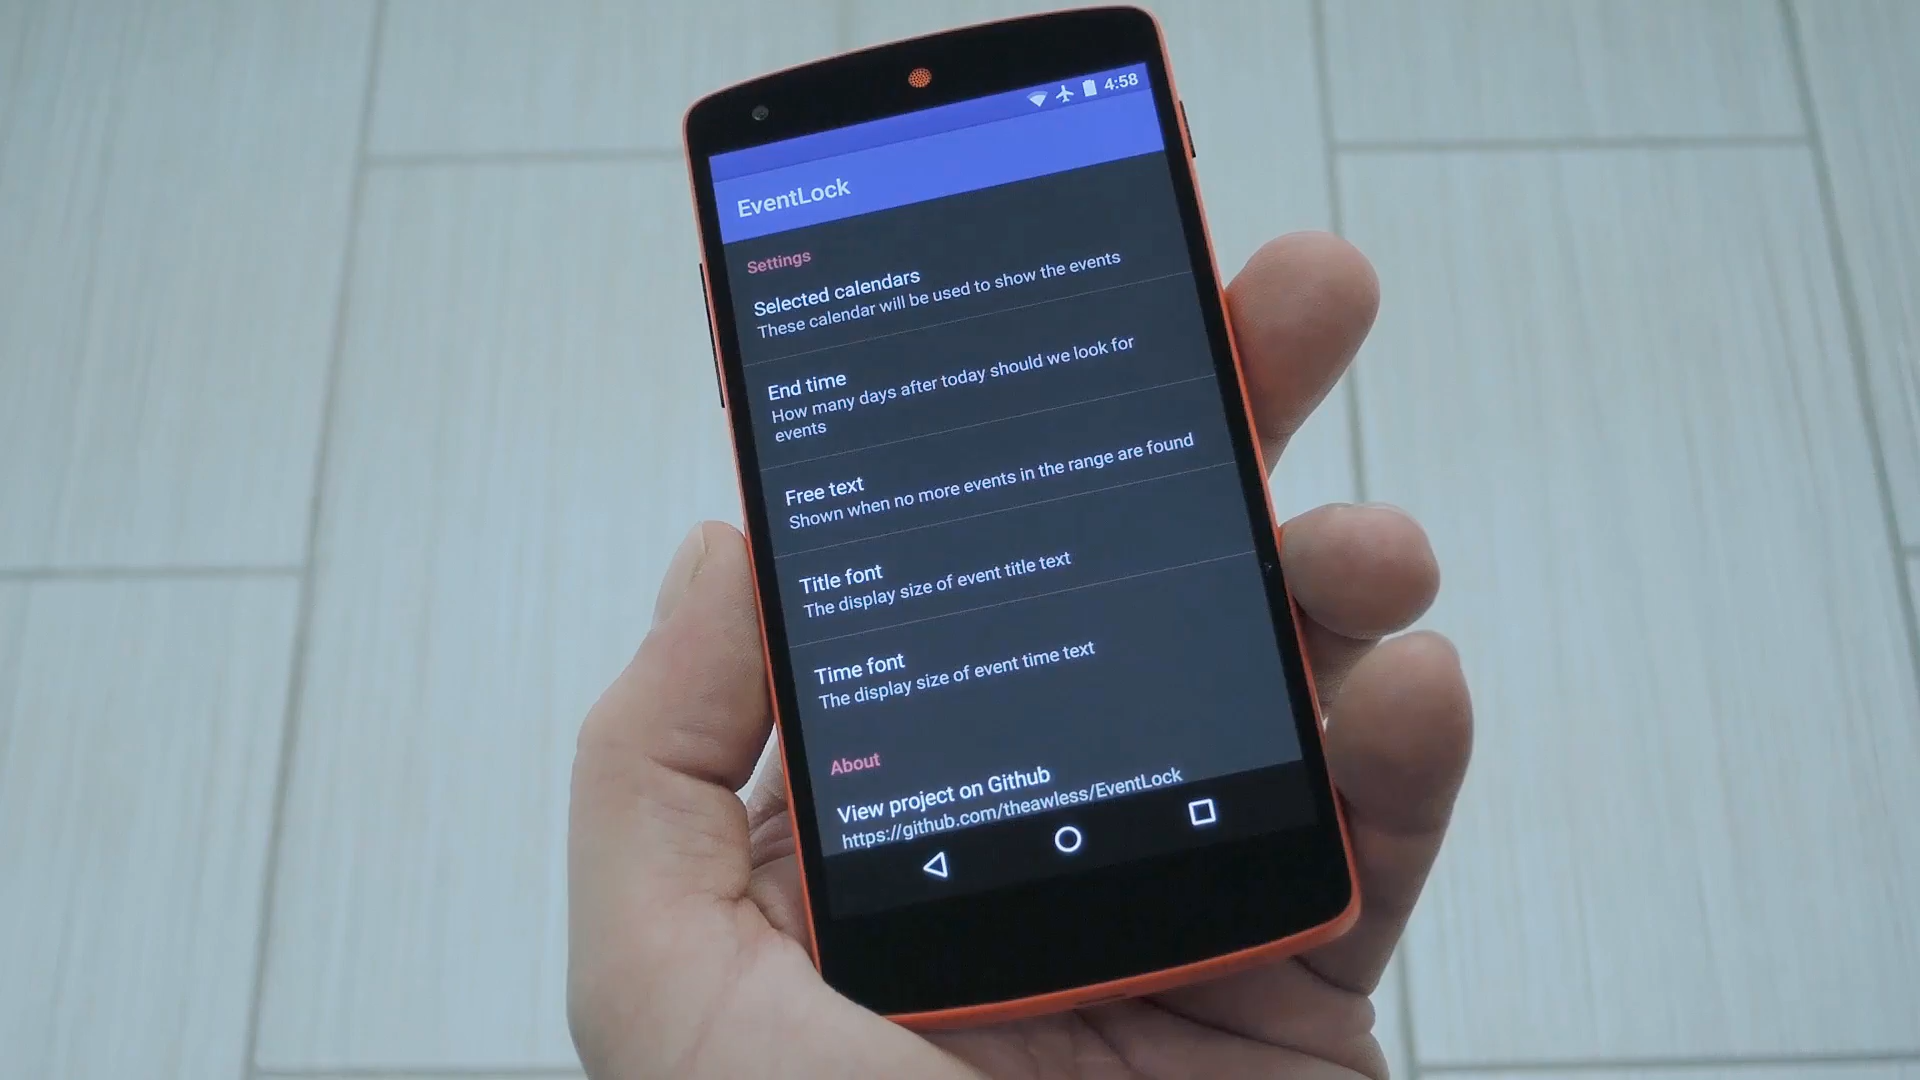 4:58
EventLock
Settings
Selected calendars
These calendar will be used to show the events
End time
How many days after today should we look for
events
Free text
Shown when no more events in the range are found
Title font
The display size of event title text
Time font
The display size of event time text
About
View project on Github
https://github.com/theawless/EventLock